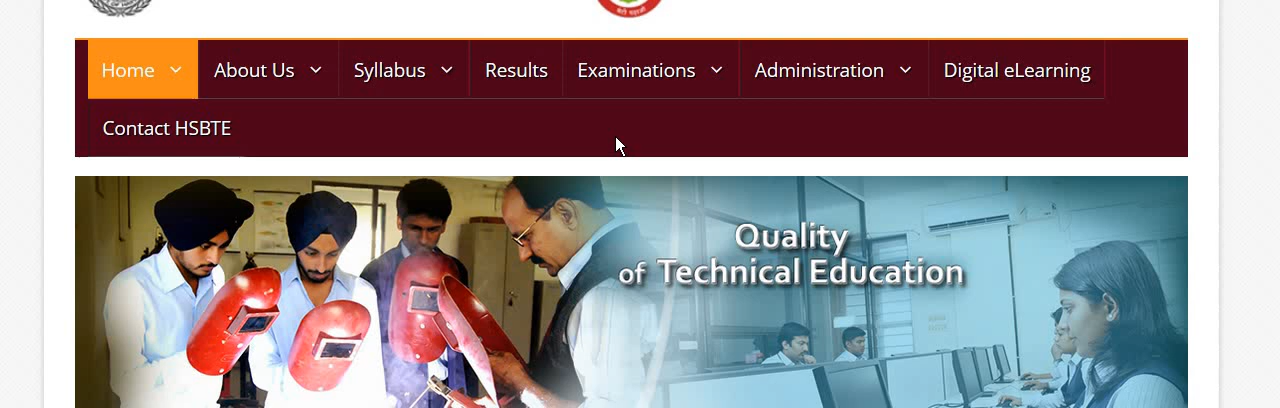 Home About Us Syllabus Results Examinations Administration Digital eLearning
Contact HSBTE
Quality
of Technical Education